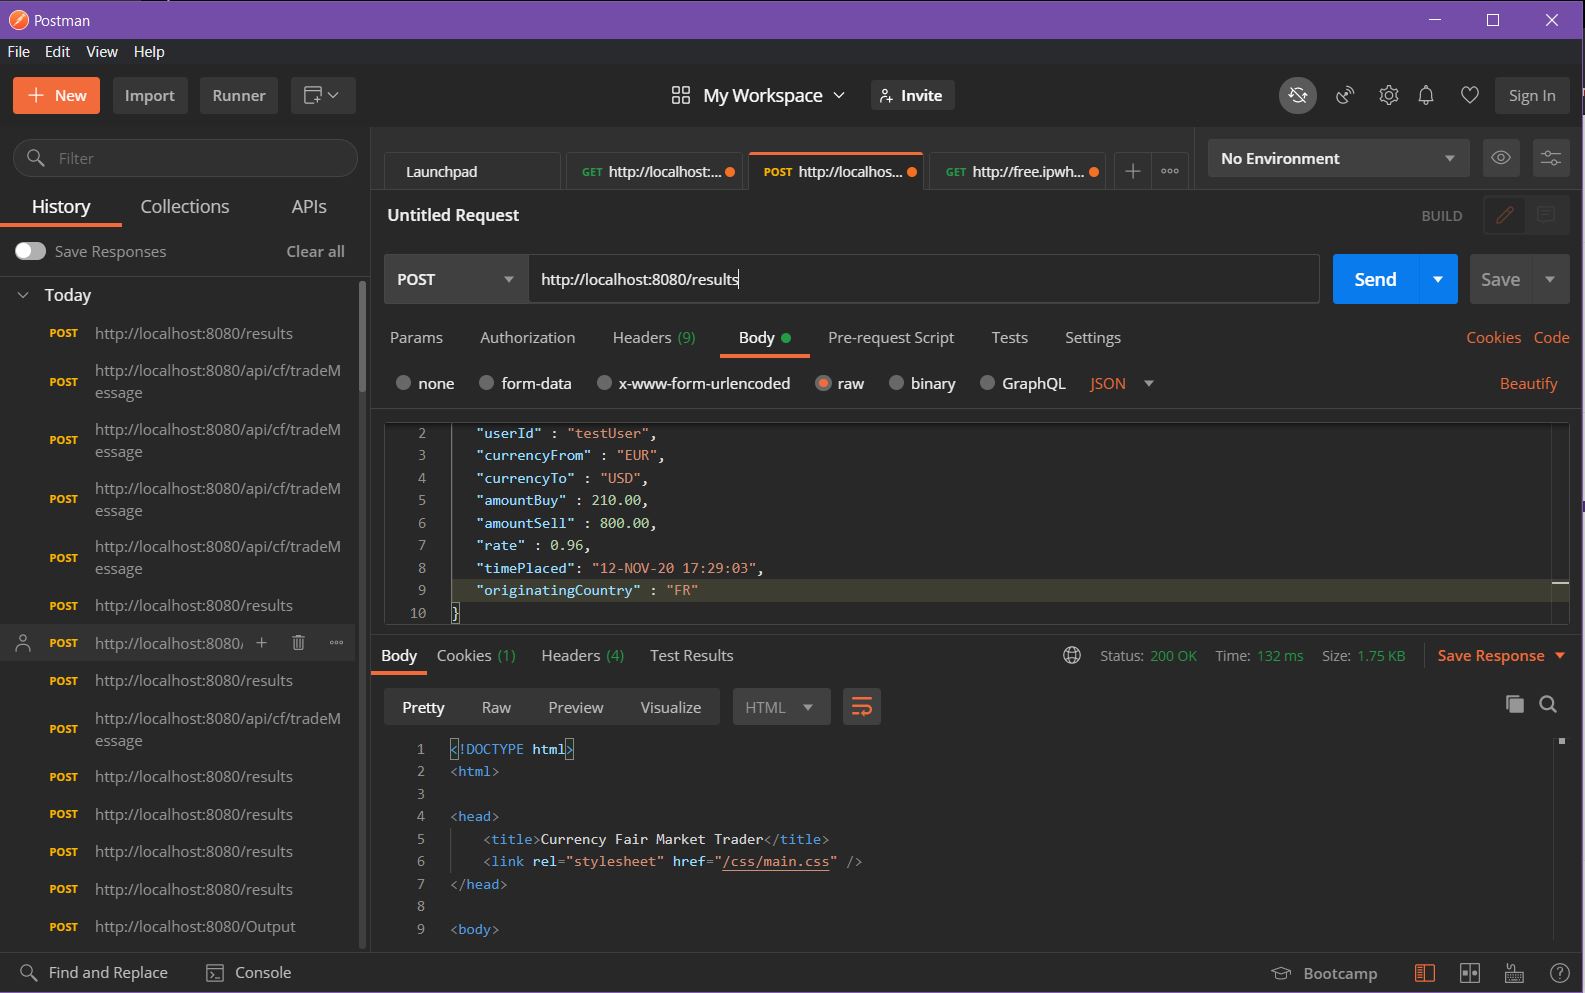 Postman
File Edit View Help
New Import Runner My Workspace Invite Sign In
Filter
Launchpad GET http://localhost:... POST http://localhos... GET http://free.ipwh... No Environment
History Collections APIs
Untitled Request BUILD
Save Responses Clear all
POST http://localhost:8080/results Send Save
Today
POST http://localhost:8080/results
POST http://localhost:8080/api/cf/tradeM
essage
POST http://localhost:8080/api/cf/tradeM
essage
POST http://localhost:8080/api/cf/tradeM
essage
POST http://localhost:8080/api/cf/tradeM
essage
POST http://localhost:8080/results
POST http://localhost:8080/
POST http://localhost:8080/results
POST http://localhost:8080/api/cf/tradeM
essage
POST http://localhost:8080/results
POST http://localhost:8080/results
POST http://localhost:8080/results
POST http://localhost:8080/results
POST http://localhost:8080/Output
Params Authorization Headers (9) Body Pre-request Script Tests Settings Cookies Code
none form-data x-www-form-urlencoded raw binary GraphQL JSON Beautify
2 "userId" : "testUser",
3 "currencyFrom" : "EUR",
4 "currencyTo" : "USD",
5 "amountBuy" : 210.00,
6 "amountSell" : 800.00,
7 "rate" : 0.96,
8 "timePlaced": "12-NOV-20 17:29:03",
9 "originatingCountry" : "FR"
10 }
Body Cookies (1) Headers (4) Test Results Status: 200 OK Time: 132 ms Size: 1.75 KB Save Response
Pretty Raw Preview Visualize HTML
1 <!DOCTYPE html>
2 <html>
3
4 <head>
5 <title>Currency Fair Market Trader</title>
6 <link rel="stylesheet" href="/css/main.css" />
7 </head>
8
9 <body>
Find and Replace Console Bootcamp